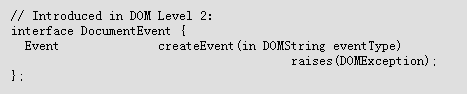 // Introduced in DOM Level 2:
interface DocumentEvent {
  Event              createEvent(in DOMString eventType)
                                        raises(DOMException);
};